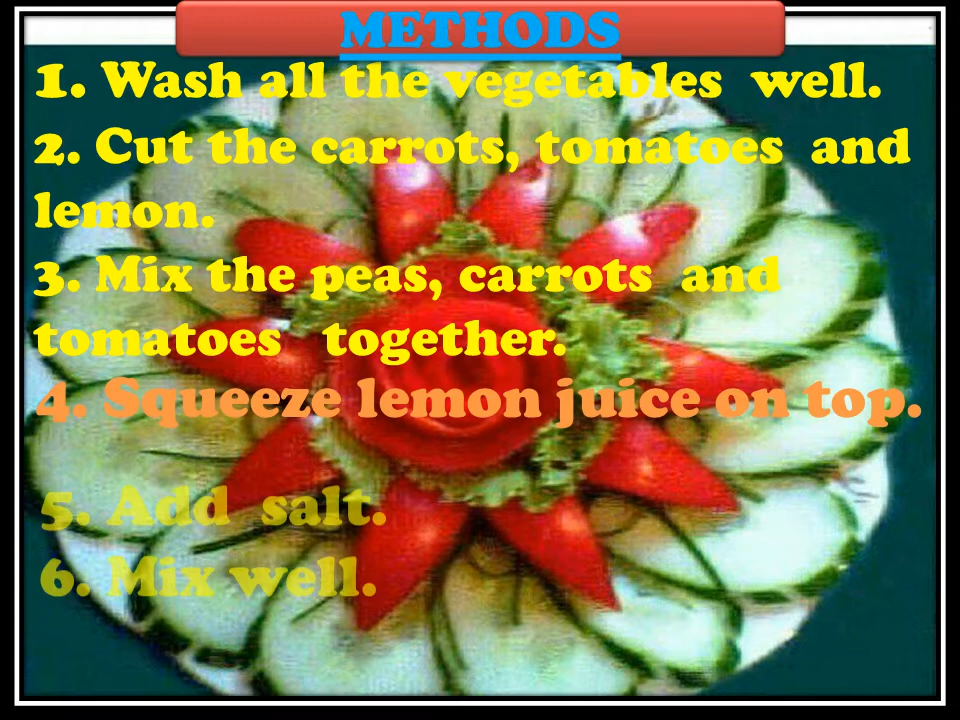 METHODS
1. Wash all the vegetables well.
2. Cut the carrots, tomatoes and
lemon.
3. Mix the peas, carrots and
tomatoes together.
4. Squeeze lemon juice on top.
5. Add salt.
6. Mix well.